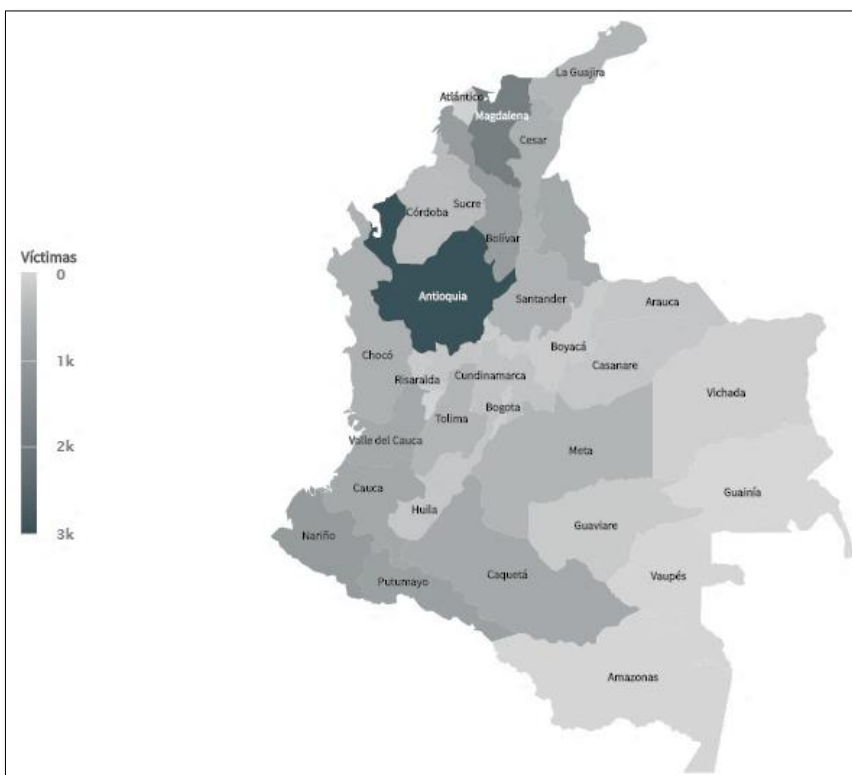 La Guajira
Atlántico
Magdalena
Cesar
Córdoba
Sucre
Bolívar
Víctimas
0
1k
2k
3k
Antioquia
Santander
Arauca
Chocó
Boyacá
Risaralda
Cundinamarca
Casanare
Vichada
Bogota
Tolima
Valle del Cauca
Meta
Cauca
Guainía
Huila
Guaviare
Nariño
Caquetá
Vaupés
Putumayo
Amazonas